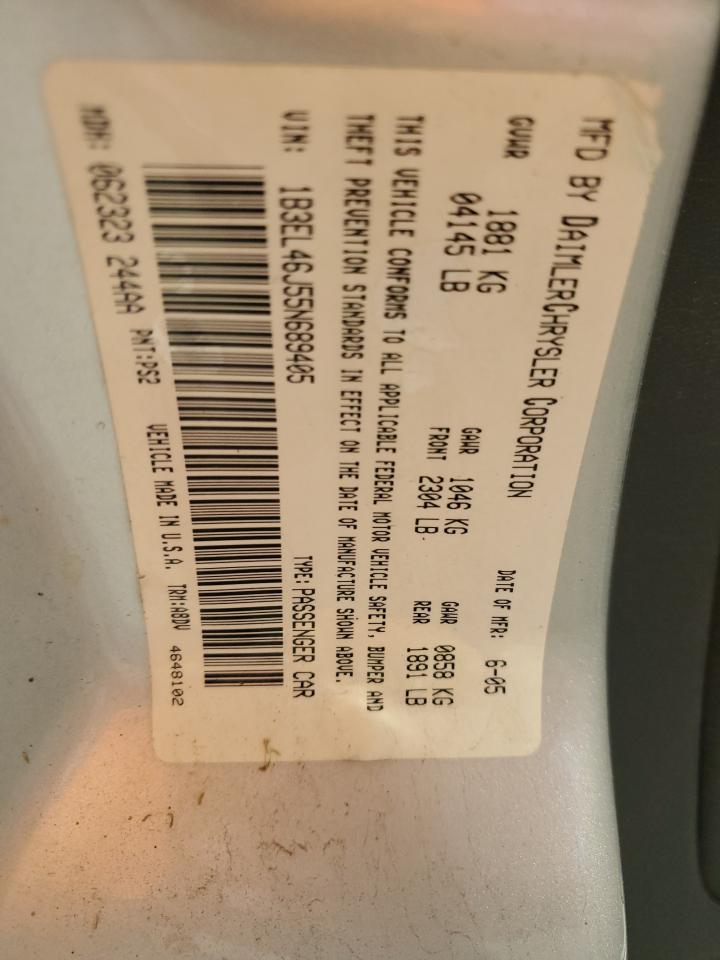 MFD BY DAIMLERCHRYSLER CORPORATION
DATE OF MFR: 6-05
GVWR 1881 KG
04145 LB
GAWR 1046 KG
FRONT 2304 LB
GAWR 0858 KG
REAR 1891 LB
THIS VEHICLE CONFORMS TO ALL APPLICABLE FEDERAL MOTOR VEHICLE SAFETY, BUMPER AND
THEFT PREVENTION STANDARDS IN EFFECT ON THE DATE OF MANUFACTURE SHOWN ABOVE.
VIN: 1B3EL46J55N689405 TYPE: PASSENGER CAR
MDH: 062323 244AA PNT:PS2 VEHICLE MADE IN U.S.A. TRM:A8DV 4648102